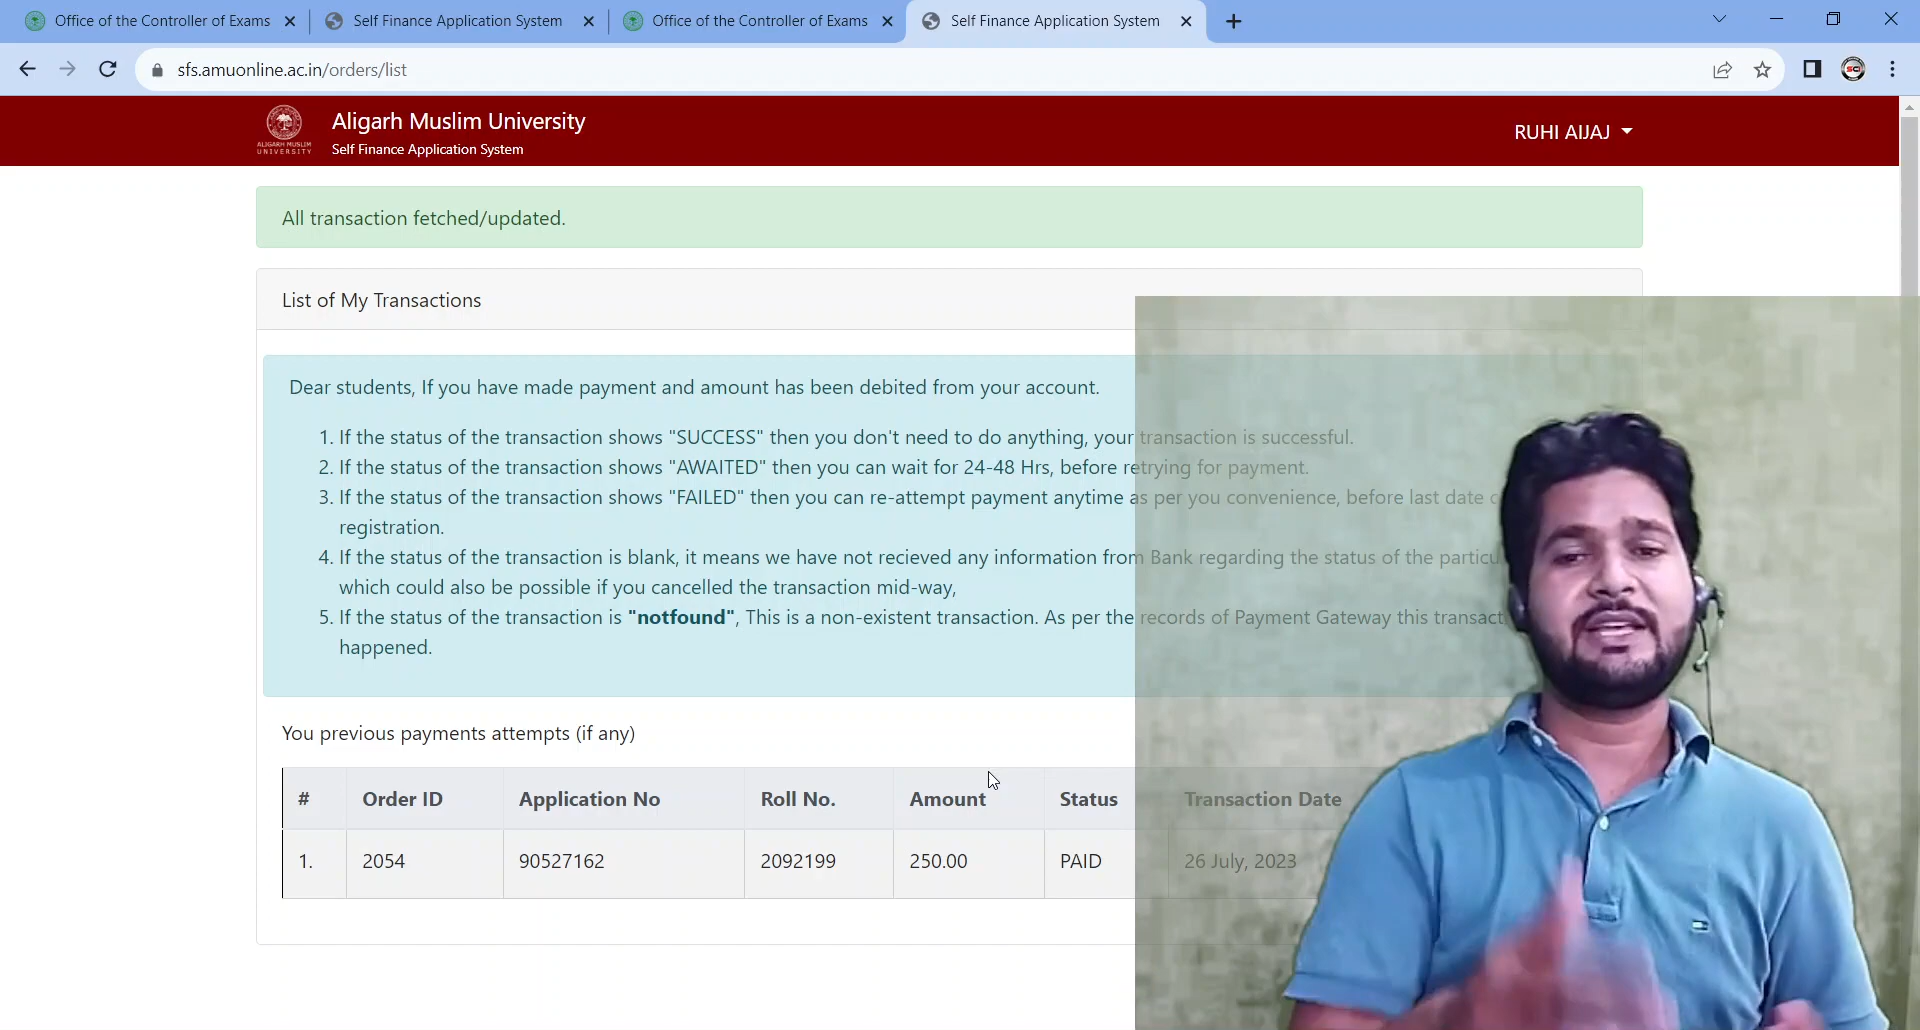 Office of the Controller of Exams
Self Finance Application System
Office of the Controller of Exams
Self Finance Application System
sfs.amuonline.ac.in/orders/list
ALIGARH MUSLIM
UNIVERSITY
Aligarh Muslim University
Self Finance Application System
RUHI AIJAJ
All transaction fetched/updated.
List of My Transactions
Dear students, If you have made payment and amount has been debited from your account.
1. If the status of the transaction shows "SUCCESS" then you don't need to do anything, your transaction is successful.
2. If the status of the transaction shows "AWAITED" then you can wait for 24-48 Hrs, before retrying for payment.
3. If the status of the transaction shows "FAILED" then you can re-attempt payment anytime as per you convenience, before last date
registration.
4. If the status of the transaction is blank, it means we have not recieved any information from Bank regarding the status of the
which could also be possible if you cancelled the transaction mid-way,
5. If the status of the transaction is "notfound", This is a non-existent transaction. As per the records of Payment Gateway this
happened.
You previous payments attempts (if any)
# Order ID Application No Roll No. Amount Status Transaction Date
1. 2054 90527162 2092199 250.00 PAID 26 July, 2023